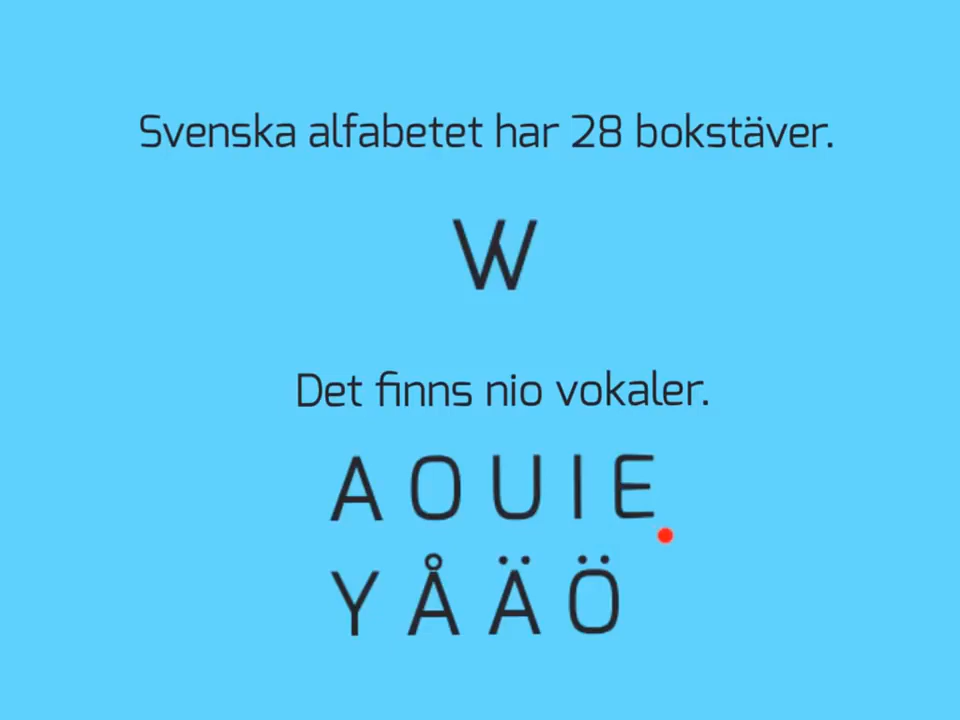 Svenska alfabetet har 28 bokstäver.
W
Det finns nio vokaler.
A O U I E
Y Å Ä Ö